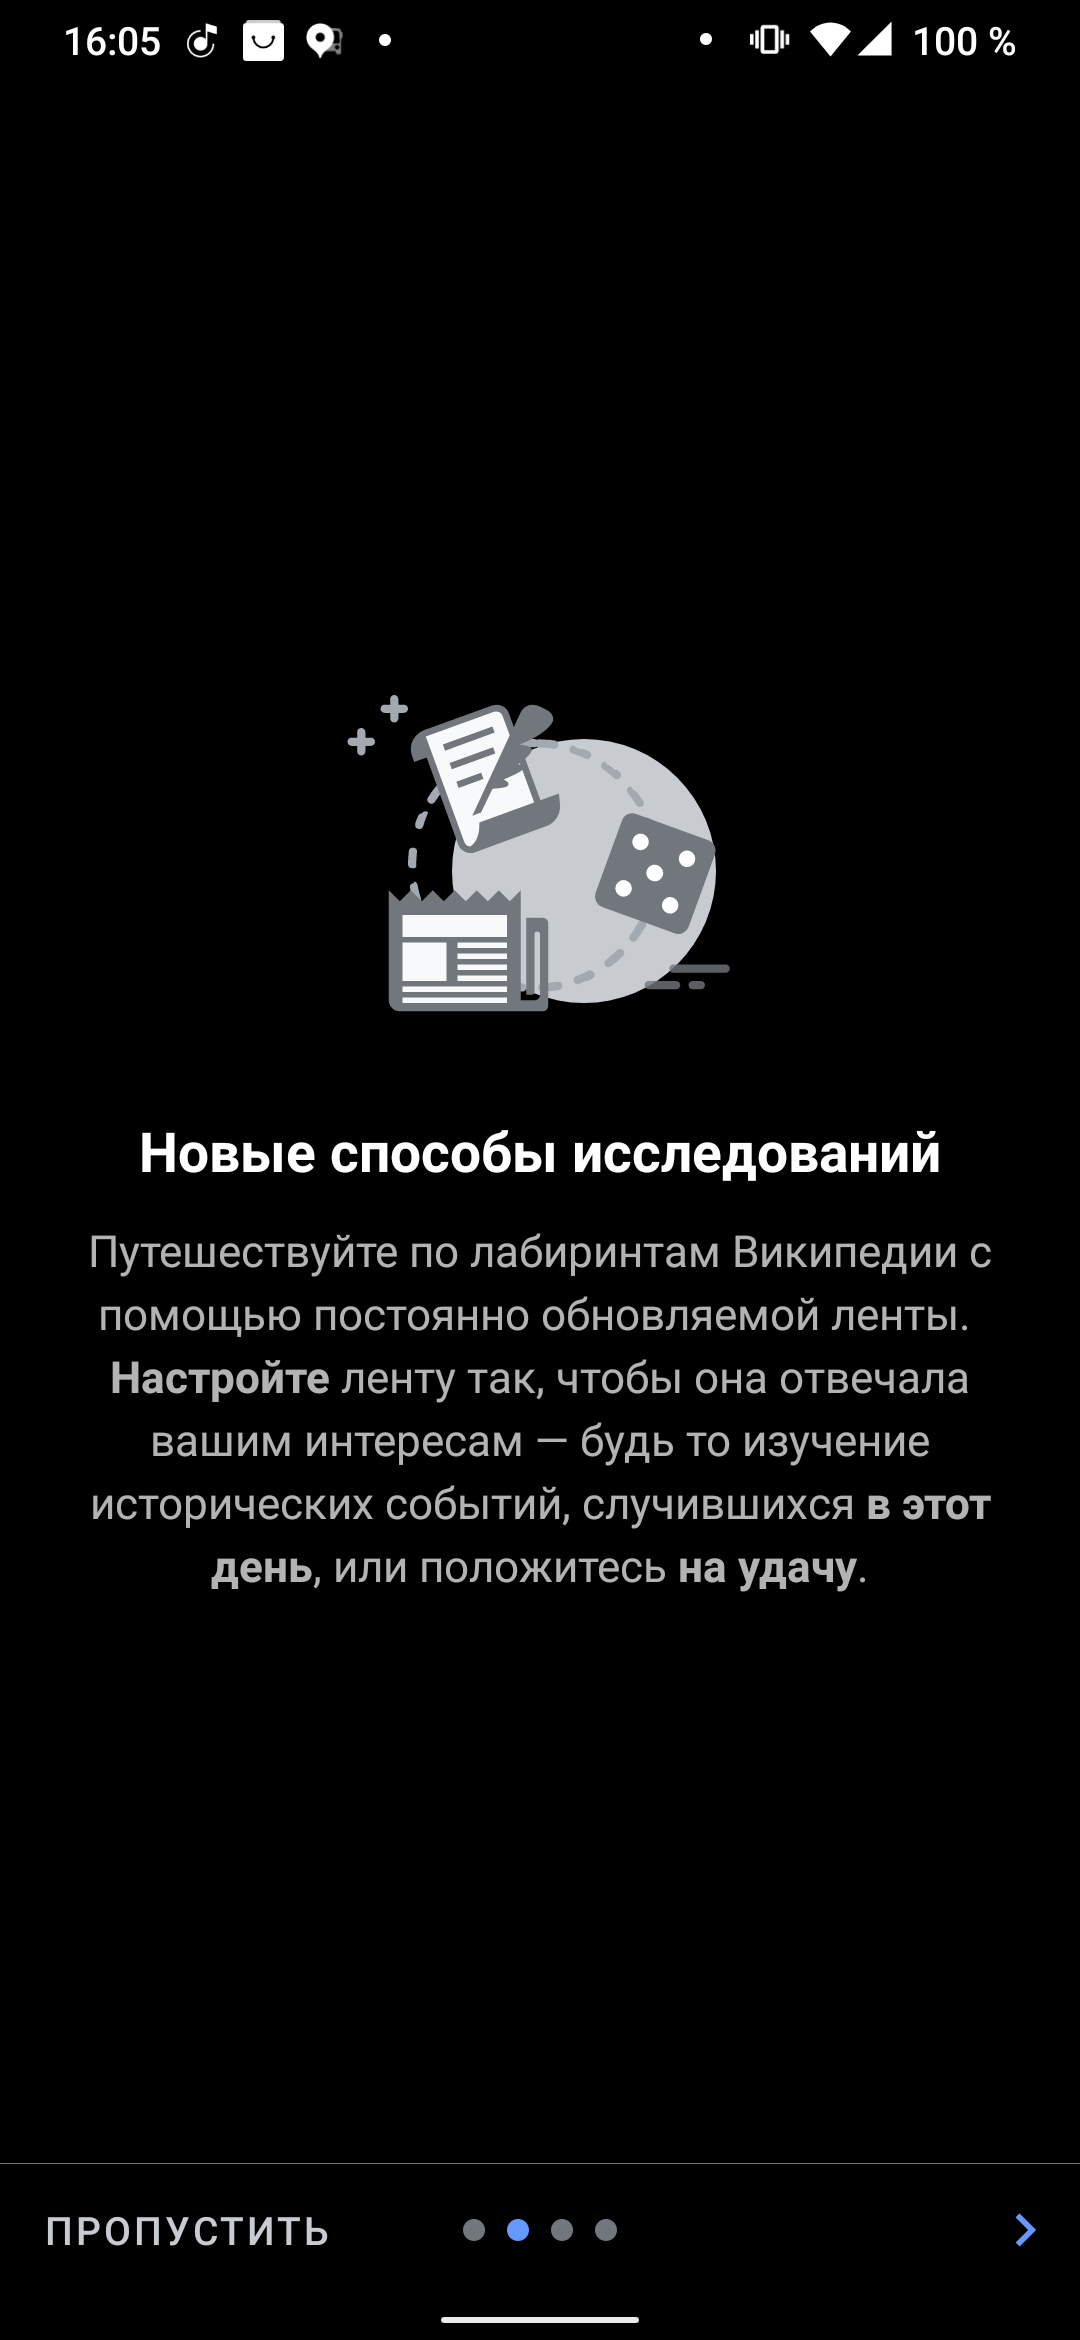 16:05
100 %
Новые способы исследований
Путешествуйте по лабиринтам Википедии с
помощью постоянно обновляемой ленты.
Настройте ленту так, чтобы она отвечала
вашим интересам — будь то изучение
исторических событий, случившихся в этот
день, или положитесь на удачу.
ПРОПУСТИТЬ